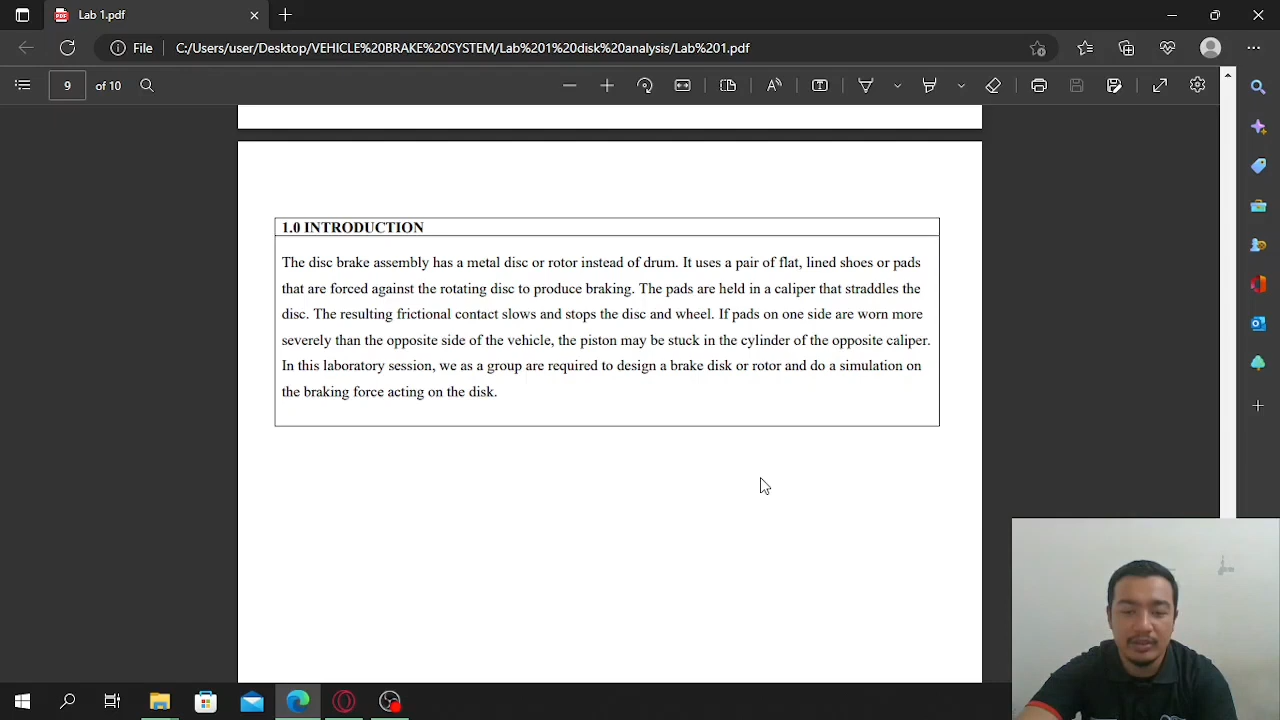 Lab 1.pdf
File
C:/Users/user/Desktop/VEHICLE%20BRAKE%20SYSTEM/Lab%201%20disk%20analysis/Lab%201.pdf
9 of 10
1.0 INTRODUCTION
The disc brake assembly has a metal disc or rotor instead of drum. It uses a pair of flat, lined shoes or pads
that are forced against the rotating disc to produce braking. The pads are held in a caliper that straddles the
disc. The resulting frictional contact slows and stops the disc and wheel. If pads on one side are worn more
severely than the opposite side of the vehicle, the piston may be stuck in the cylinder of the opposite caliper.
In this laboratory session, we as a group are required to design a brake disk or rotor and do a simulation on
the braking force acting on the disk.